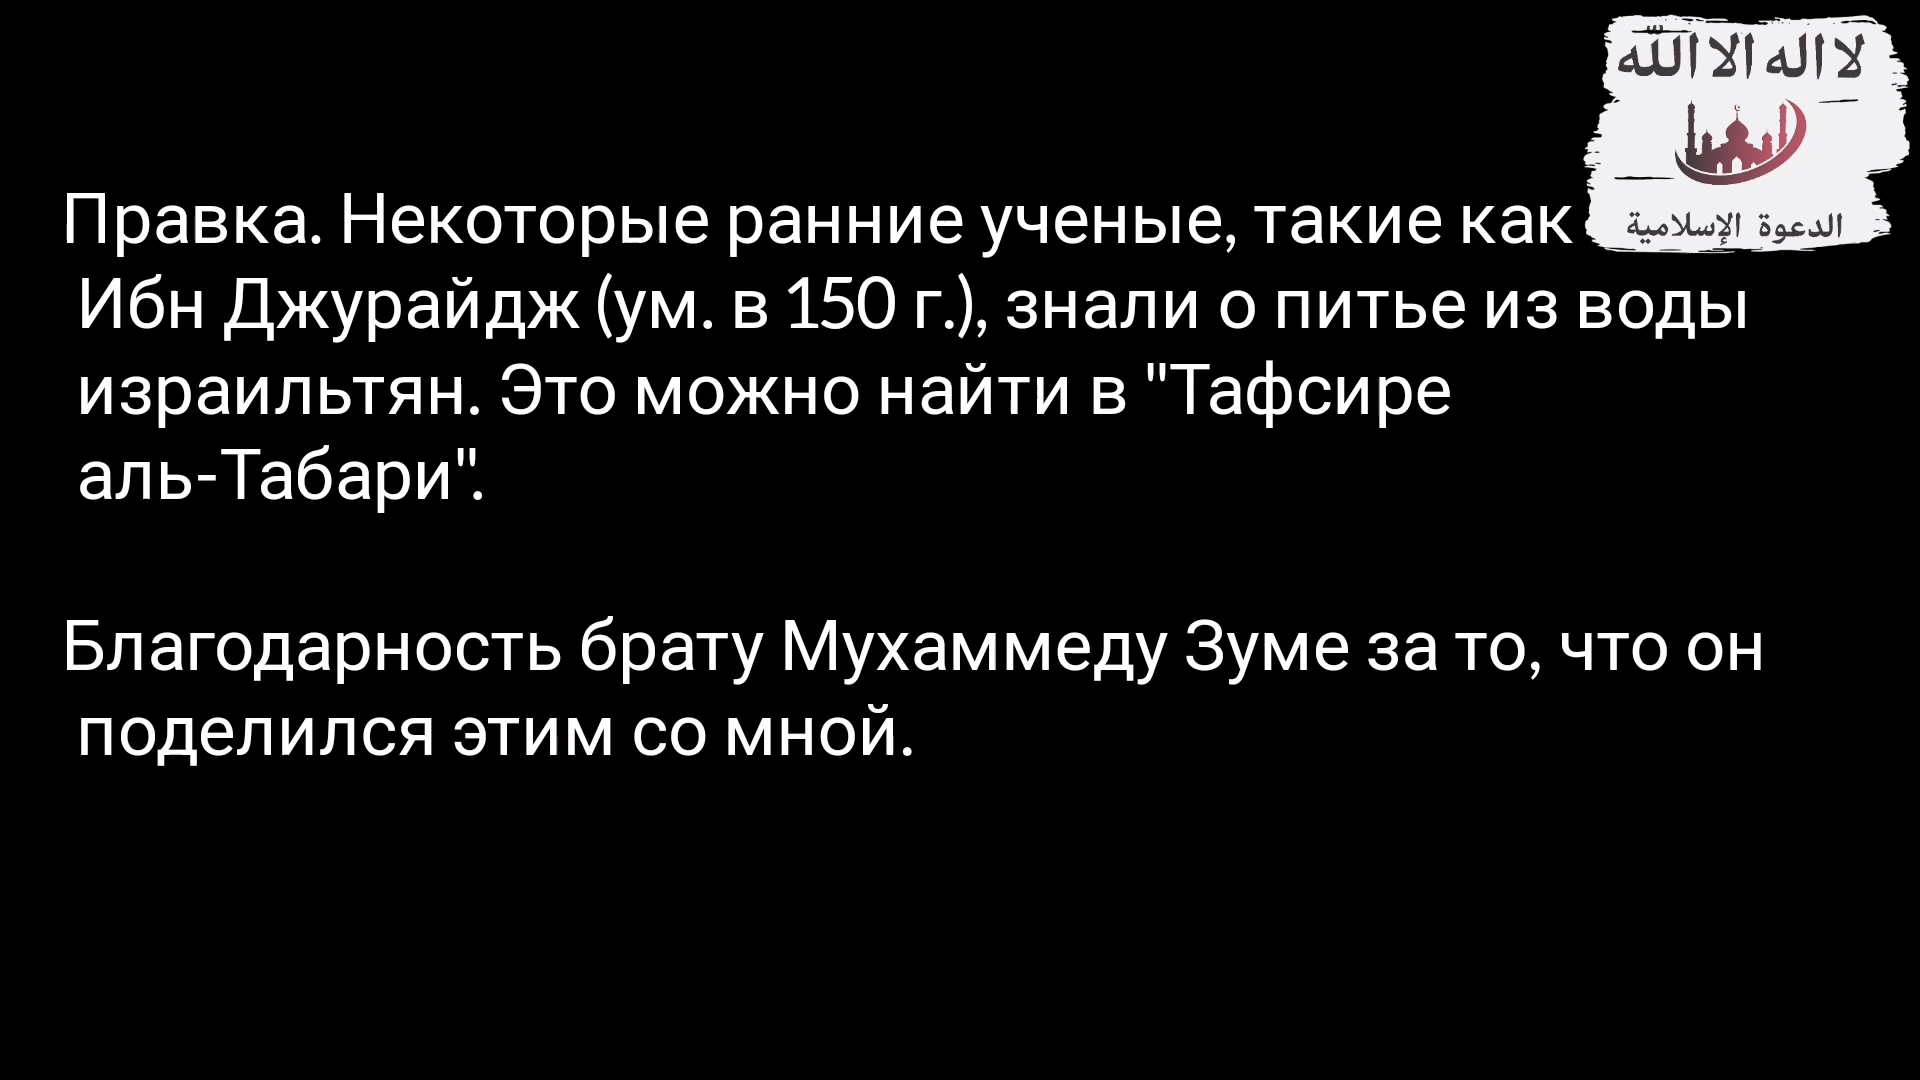 لا اله الا الله
الدعوة الإسلامية
Правка. Некоторые ранние ученые, такие как
Ибн Джурайдж (ум. в 150 г.), знали о питье из воды
израильтян. Это можно найти в "Тафсире
аль-Табари".
Благодарность брату Мухаммеду Зуме за то, что он
поделился этим со мной.